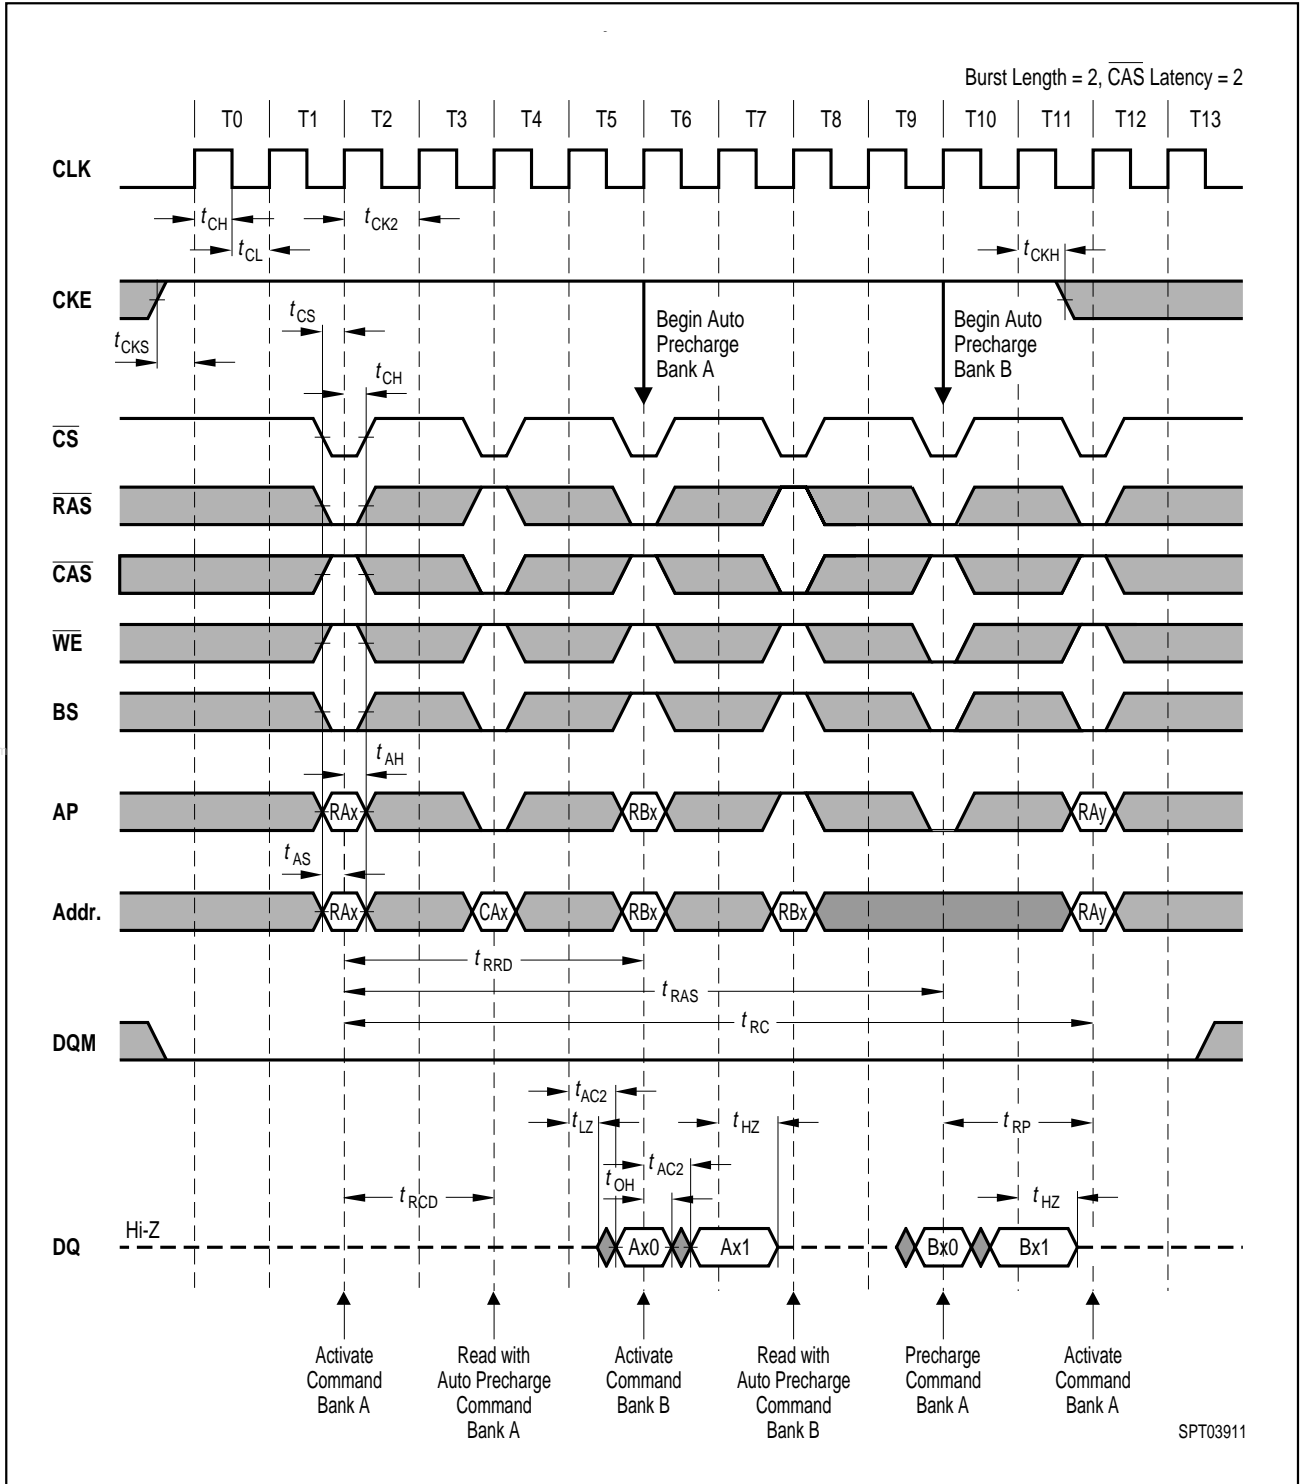 Burst Length = 2, CAS Latency = 2
T0 T1 T2 T3 T4 T5 T6 T7 T8 T9 T10 T11 T12 T13
CLK
tCH tCK2
tCL tCKH
CKE
tCS
tCKS
Begin Auto
Precharge
Bank A
Begin Auto
Precharge
Bank B
tCH
CS
RAS
CAS
WE
BS
tAH
AP RAx RBx RAy
tAS
Addr. RAx CAx RBx RBx RAy
tRRD
tRAS
tRC
DQM
tAC2
tLZ tHZ tRP
tAC2
tOH
tRCD tHZ
Hi-Z
DQ Ax0 Ax1 Bx0 Bx1
Activate
Command
Bank A
Read with
Auto Precharge
Command
Bank A
Activate
Command
Bank B
Read with
Auto Precharge
Command
Bank B
Precharge
Command
Bank A
Activate
Command
Bank A
SPT03911